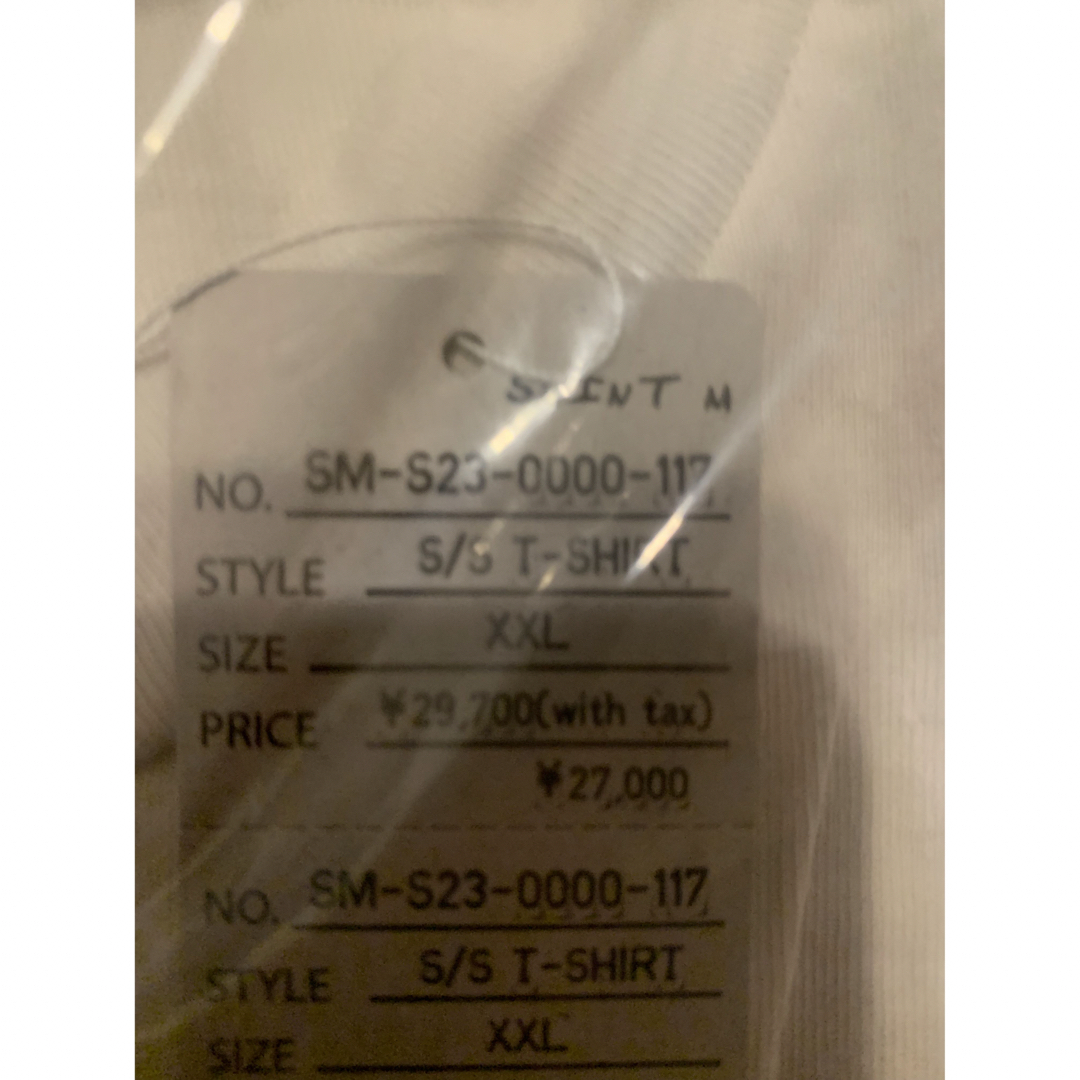 SAINT M
NO. SM-S23-0000-117
STYLE S/S T-SHIRT
SIZE XXL
PRICE ¥29,700(with tax)
¥27,000
NO. SM-S23-0000-117
STYLE S/S T-SHIRT
SIZE XXL